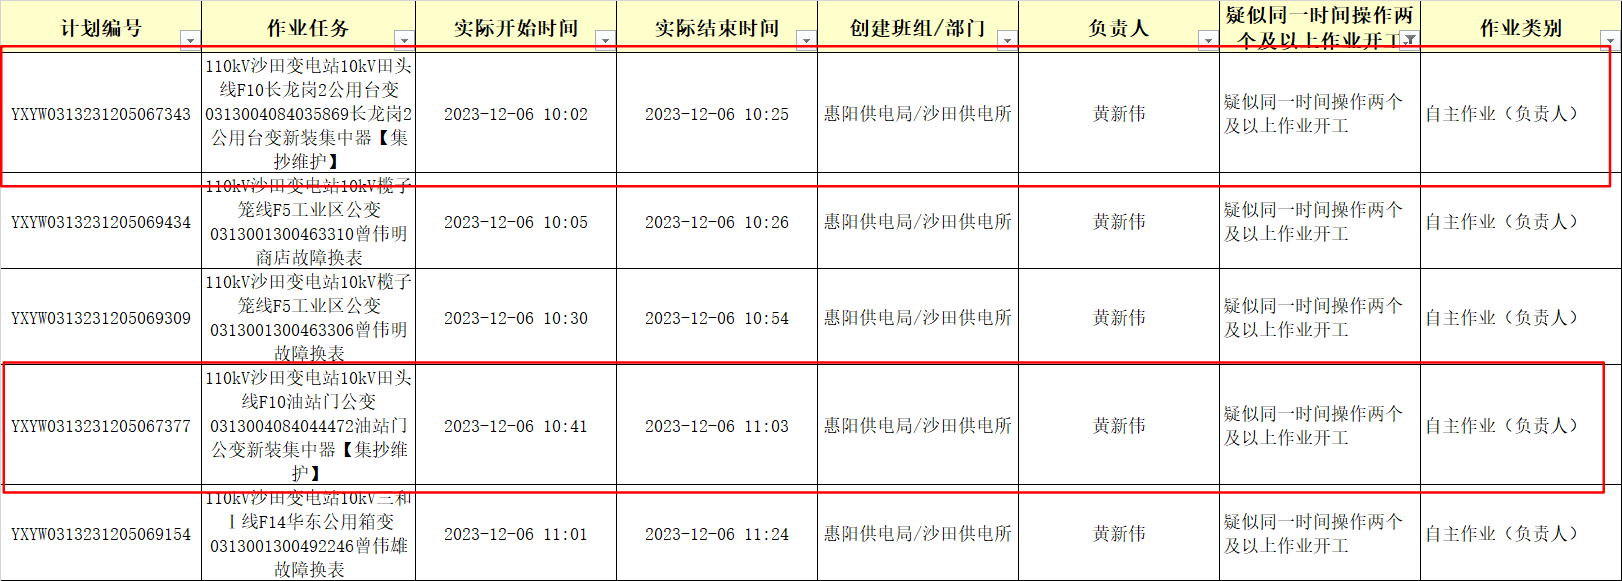 计划编号
作业任务
实际开始时间
实际结束时间
创建班组/部门
负责人
疑似同一时间操作两
个及以上作业开工
作业类别
YXYW0313231205067343
110kV沙田变电站10kV田头
线F10长龙岗2公用台变
0313004084035869长龙岗2
公用台变新装集中器【集
抄维护】
2023-12-06 10:02
2023-12-06 10:25
惠阳供电局/沙田供电所
黄新伟
疑似同一时间操作两个
及以上作业开工
自主作业（负责人）
YXYW0313231205069434
110kV沙田变电站10kV榄子
笼线F5工业区公变
0313001300463310曾伟明
商店故障换表
2023-12-06 10:05
2023-12-06 10:26
惠阳供电局/沙田供电所
黄新伟
疑似同一时间操作两个
及以上作业开工
自主作业（负责人）
YXYW0313231205069309
110kV沙田变电站10kV榄子
笼线F5工业区公变
0313001300463306曾伟明
故障换表
2023-12-06 10:30
2023-12-06 10:54
惠阳供电局/沙田供电所
黄新伟
疑似同一时间操作两个
及以上作业开工
自主作业（负责人）
YXYW0313231205067377
110kV沙田变电站10kV田头
线F10油站门公变
0313004084044472油站门
公变新装集中器【集抄维
护】
2023-12-06 10:41
2023-12-06 11:03
惠阳供电局/沙田供电所
黄新伟
疑似同一时间操作两个
及以上作业开工
自主作业（负责人）
YXYW0313231205069154
110kV沙田变电站10kV三和
Ⅰ线F14华东公用箱变
0313001300492246曾伟雄
故障换表
2023-12-06 11:01
2023-12-06 11:24
惠阳供电局/沙田供电所
黄新伟
疑似同一时间操作两个
及以上作业开工
自主作业（负责人）